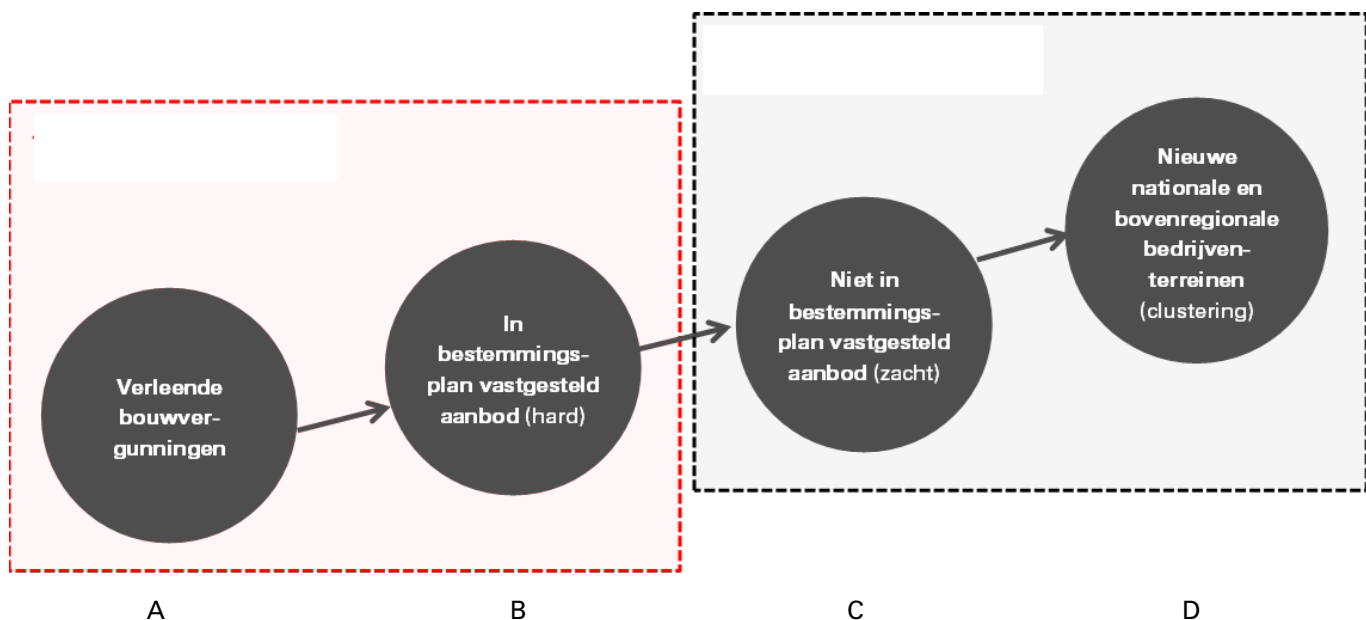 Verleende
bouwver-
gunningen
In
bestemmings-
plan vastgesteld
aanbod (hard)
Niet in
bestemmings-
plan vastgesteld
aanbod (zacht)
Nieuwe
nationale en
bovenregionale
bedrijven-
terreinen
(clustering)
A
B
C
D